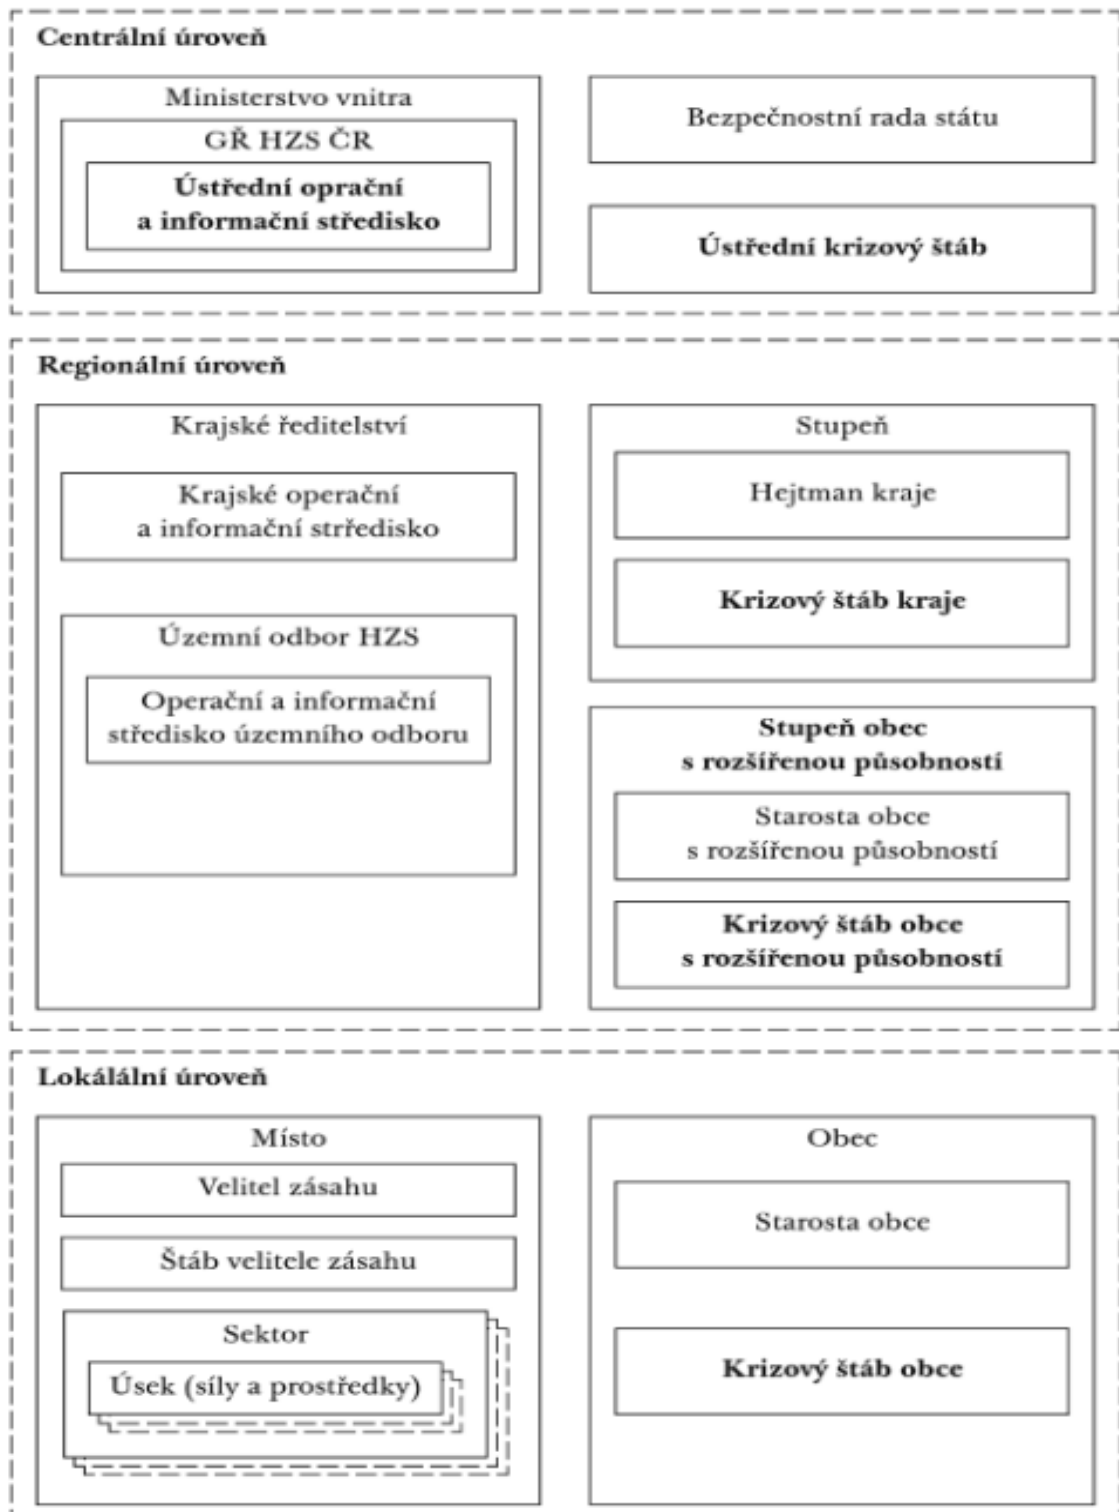 Centrální úroveň
Ministerstvo vnitra
GŘ HZS ČR
Ústřední oprační
a informační středisko
Bezpečnostní rada státu
Ústřední krizový štáb
Regionální úroveň
Krajské ředitelství
Krajské operační
a informační strředisko
Územní odbor HZS
Operační a informační
středisko územního odboru
Stupeň
Hejtman kraje
Krizový štáb kraje
Stupeň obec
s rozšířenou působností
Starosta obce
s rozšířenou působností
Krizový štáb obce
s rozšířenou působností
Lokálální úroveň
Místo
Velitel zásahu
Štáb velitele zásahu
Sektor
Úsek (síly a prostředky)
Obec
Starosta obce
Krizový štáb obce